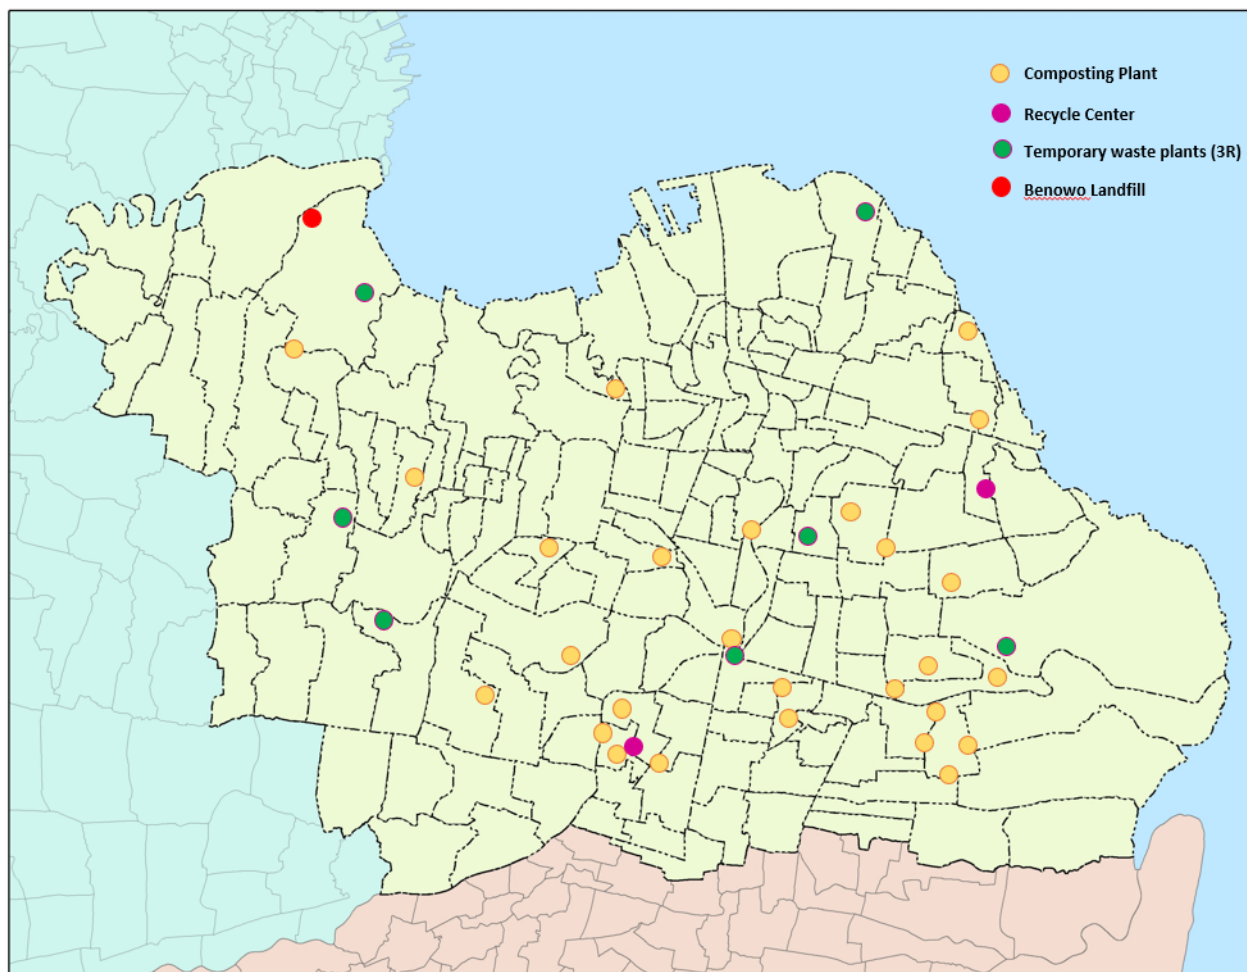 Composting Plant
Recycle Center
Temporary waste plants (3R)
Benowo Landfill